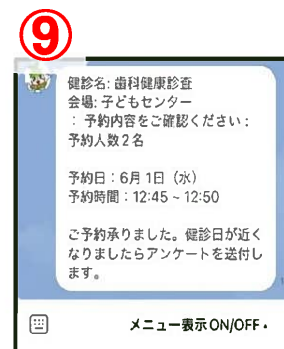 ⑨
健診名: 歯科健康診査
会場: 子どもセンター
: 予約内容をご確認ください :
予約人数2名
予約日：6月1日（水）
予約時間：12:45 ~ 12:50
ご予約承りました。健診日が近く
なりましたらアンケートを送付し
ます。
メニュー表示ON/OFF ▴